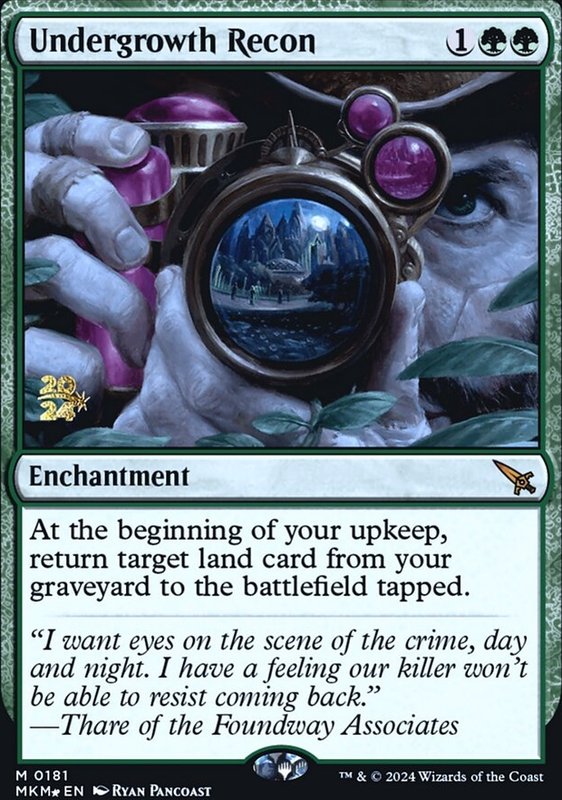 Undergrowth Recon 1
2024
Enchantment
At the beginning of your upkeep,
return target land card from your
graveyard to the battlefield tapped.
“I want eyes on the scene of the crime, day
and night. I have a feeling our killer won’t
be able to resist coming back.”
—Thare of the Foundway Associates
M 0181
MKM★EN Ryan Pancoast
™ & © 2024 Wizards of the Coast